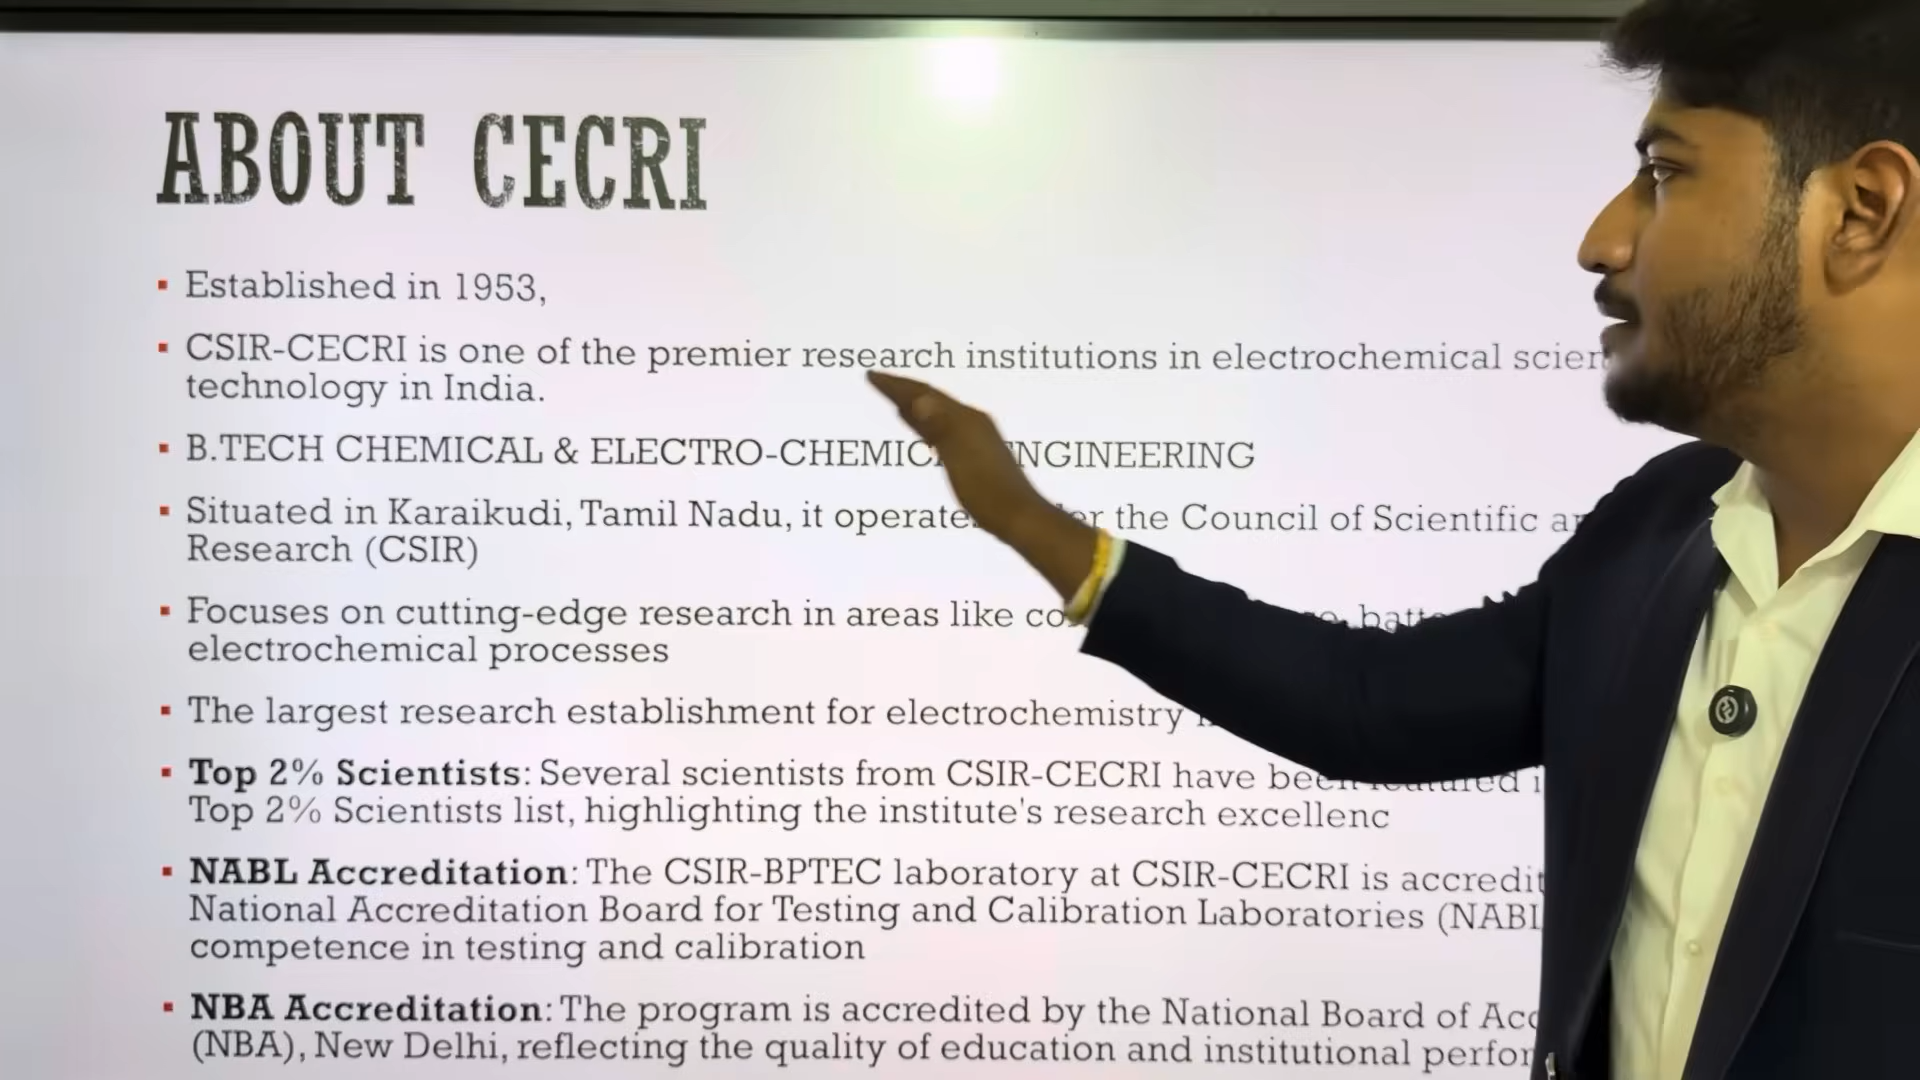 ABOUT CECRI
Established in 1953,
CSIR-CECRI is one of the premier research institutions in electrochemical
technology in India.
B.TECH CHEMICAL & ELECTRO-CHEMICAL ENGINEERING
Situated in Karaikudi, Tamil Nadu, it operates under the Council of Scientific
Research (CSIR)
Focuses on cutting-edge research in areas like
electrochemical processes
The largest research establishment for electrochemistry
Top 2% Scientists: Several scientists from CSIR-CECRI have been featured
Top 2% Scientists list, highlighting the institute's research excellenc
NABL Accreditation: The CSIR-BPTEC laboratory at CSIR-CECRI is
National Accreditation Board for Testing and Calibration Laboratories (NABL
competence in testing and calibration
NBA Accreditation: The program is accredited by the National Board of
(NBA), New Delhi, reflecting the quality of education and institutional